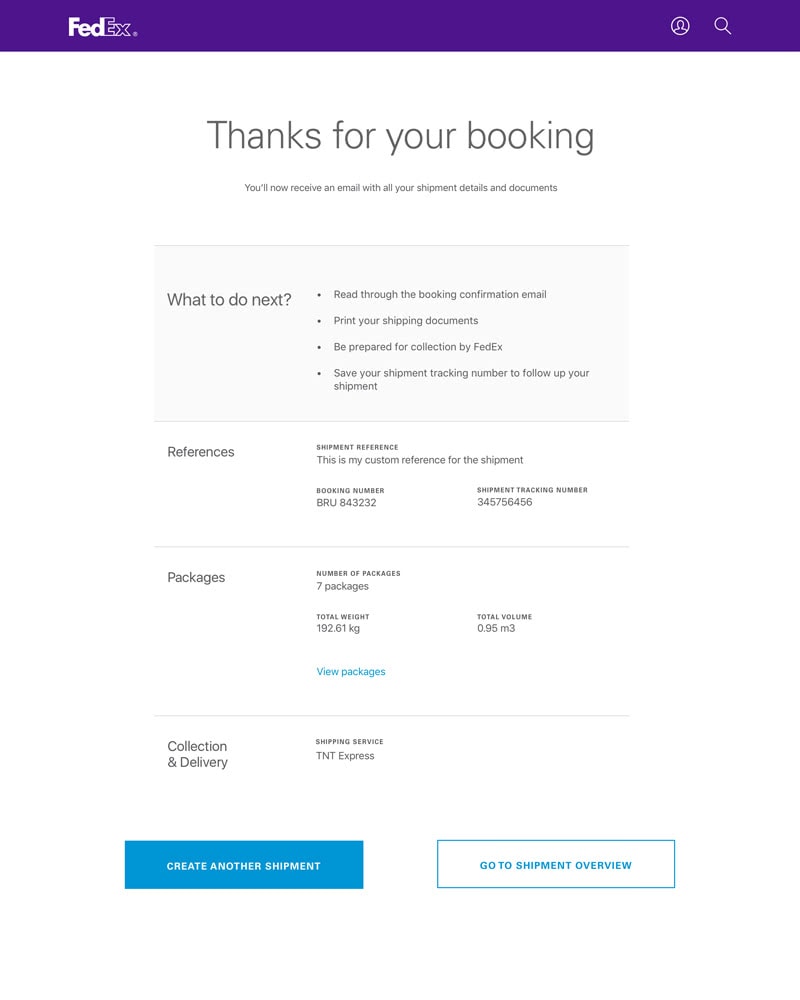 FedEx®
Thanks for your booking
You'll now receive an email with all your shipment details and documents
What to do next?
• Read through the booking confirmation email
• Print your shipping documents
• Be prepared for collection by FedEx
• Save your shipment tracking number to follow up your
shipment
References
SHIPMENT REFERENCE
This is my custom reference for the shipment
BOOKING NUMBER
BRU 843232
SHIPMENT TRACKING NUMBER
345756456
Packages
NUMBER OF PACKAGES
7 packages
TOTAL WEIGHT
192.61 kg
TOTAL VOLUME
0.95 m3
View packages
Collection
& Delivery
SHIPPING SERVICE
TNT Express
CREATE ANOTHER SHIPMENT
GO TO SHIPMENT OVERVIEW